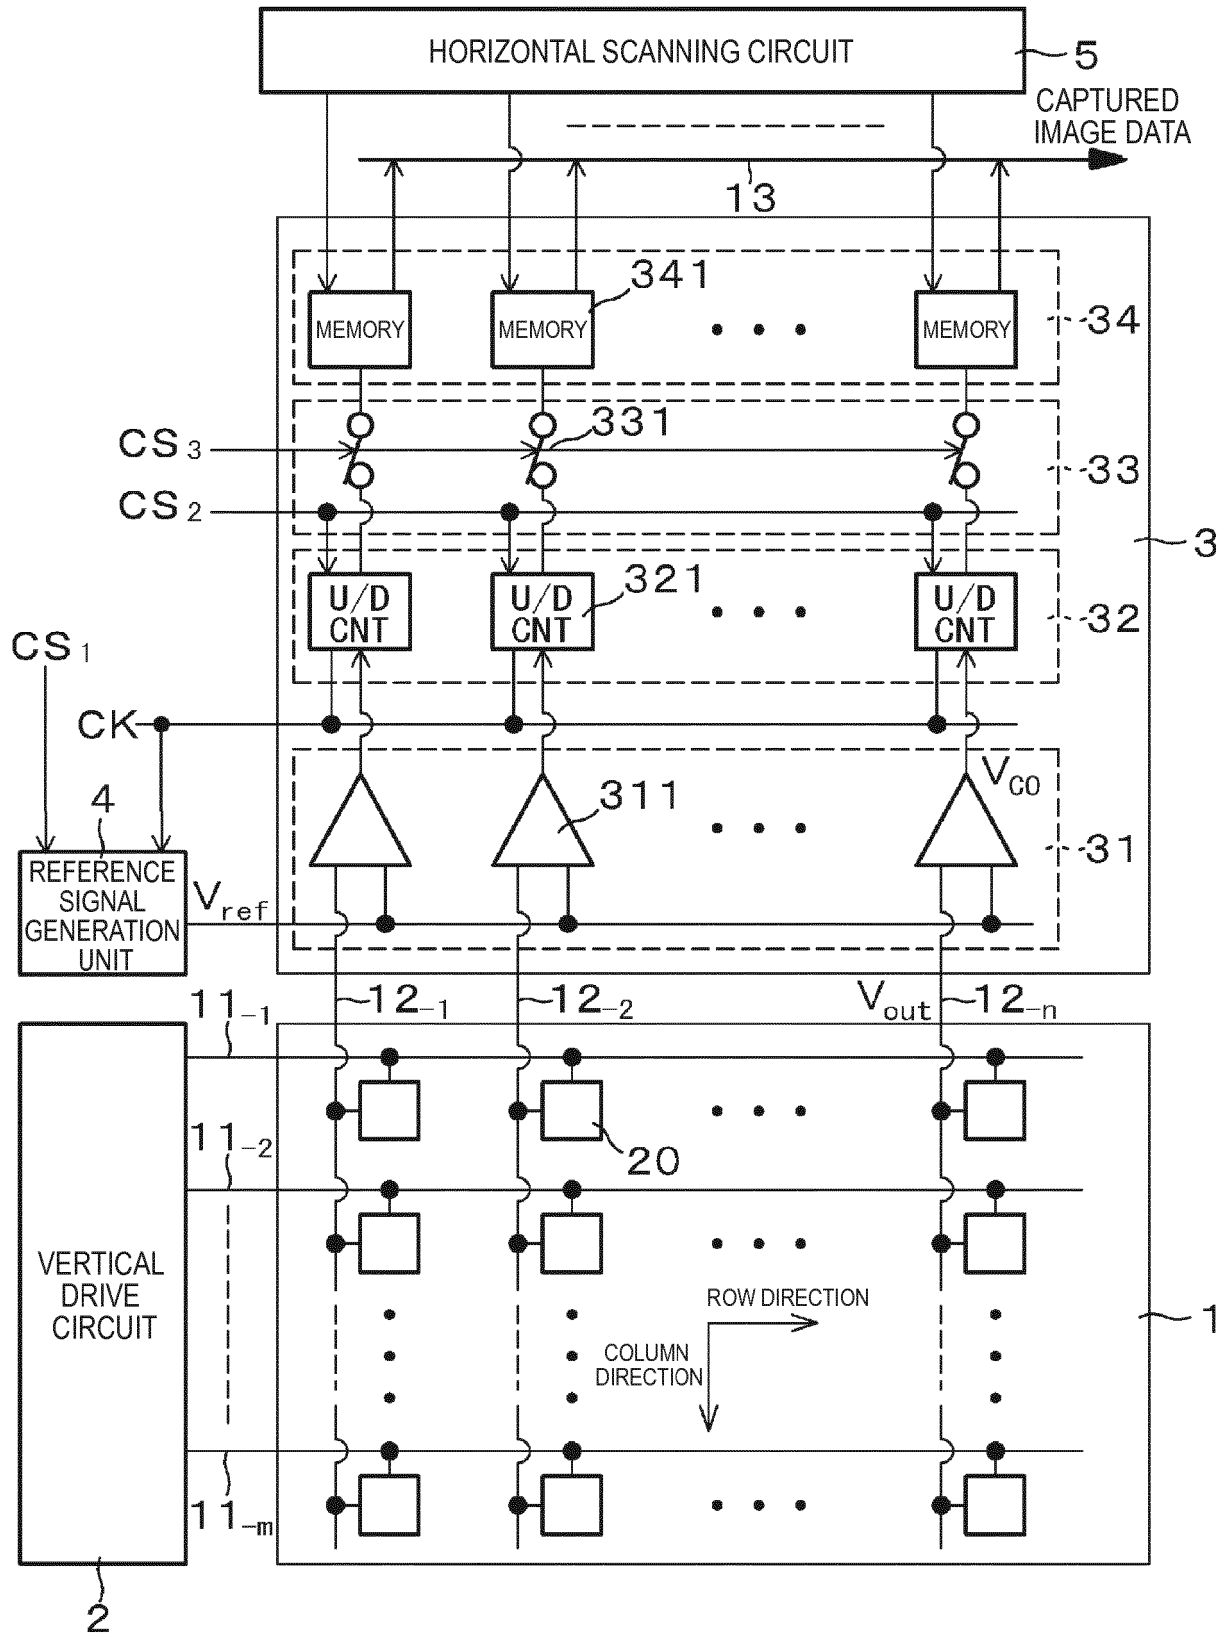 HORIZONTAL SCANNING CIRCUIT
5
CAPTURED
IMAGE DATA
13
341
MEMORY
MEMORY
MEMORY
34
CS3
331
33
CS2
3
U/D
CNT
321
U/D
CNT
U/D
CNT
32
CS1
CK
VCO
311
4
31
REFERENCE
SIGNAL
GENERATION
UNIT
Vref
12-1
12-2
Vout
12-n
11-1
20
11-2
VERTICAL
DRIVE
CIRCUIT
ROW DIRECTION
COLUMN
DIRECTION
1
11-m
2